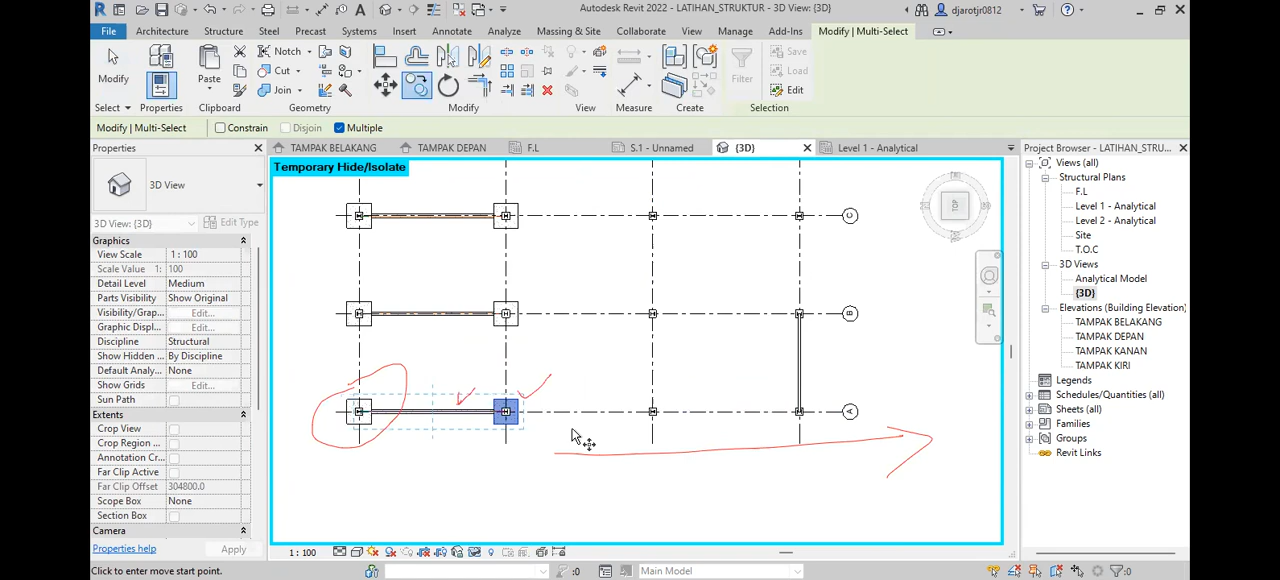 Autodesk Revit 2022 - LATIHAN_STRUKTUR - 3D View: {3D}
djarotjr0812
File Architecture Structure Steel Precast Systems Insert Annotate Analyze Massing & Site Collaborate View Manage Add-Ins Modify | Multi-Select
Modify Paste Notch Save
Cut Load
Join Filter Edit
Select Properties Clipboard Geometry Modify View Measure Create Selection
Modify | Multi-Select Constrain Disjoin Multiple
Properties TAMPAK BELAKANG TAMPAK DEPAN F.L S.1 - Unnamed {3D} Level 1 - Analytical Project Browser - LATIHAN_STRU...
Temporary Hide/Isolate
3D View
3D View: {3D} Edit Type
Graphics
View Scale 1 : 100
Scale Value 1: 100
Detail Level Medium
Parts Visibility Show Original
Visibility/Grap... Edit...
Graphic Displ... Edit...
Discipline Structural
Show Hidden ... By Discipline
Default Analy... None
Show Grids Edit...
Sun Path
Extents
Crop View
Crop Region ...
Annotation Cr...
Far Clip Active
Far Clip Offset 304800.0
Scope Box None
Section Box
Camera
Properties help Apply
TOP
C
B
A
Views (all)
Structural Plans
F.L
Level 1 - Analytical
Level 2 - Analytical
Site
T.O.C
3D Views
Analytical Model
{3D}
Elevations (Building Elevation)
TAMPAK BELAKANG
TAMPAK DEPAN
TAMPAK KANAN
TAMPAK KIRI
Legends
Schedules/Quantities (all)
Sheets (all)
Families
Groups
Revit Links
1 : 100
Click to enter move start point. :0 Main Model :0